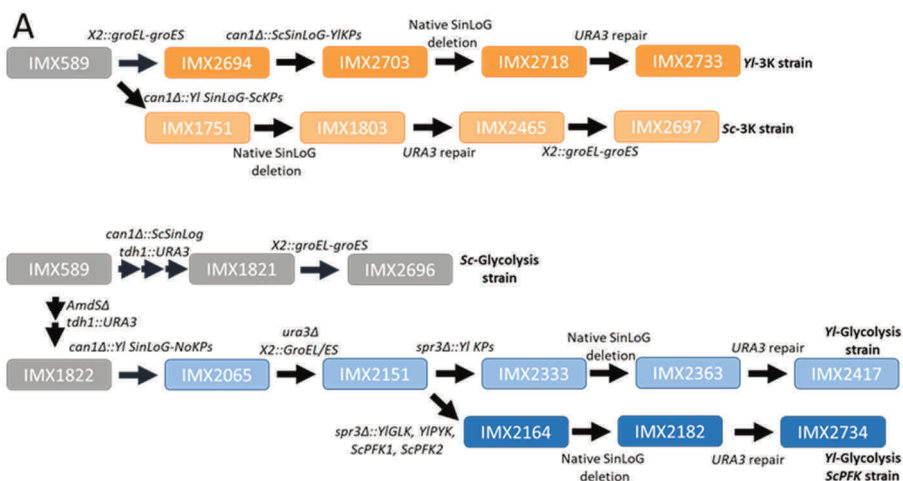 A
X2::groEL-groES
can1Δ::ScSinLoG-YlKPs
Native SinLoG
deletion
URA3 repair
IMX589
IMX2694
IMX2703
IMX2718
IMX2733
Yl-3K strain
can1Δ::Yl SinLoG-ScKPs
IMX1751
IMX1803
IMX2465
IMX2697
Sc-3K strain
Native SinLoG
deletion
URA3 repair
X2::groEL-groES
can1Δ::ScSinLog
tdh1::URA3
X2::groEL-groES
IMX589
IMX1821
IMX2696
Sc-Glycolysis
strain
AmdSΔ
tdh1::URA3
can1Δ::Yl SinLoG-NoKPs
ura3Δ
X2::GroEL/ES
spr3Δ::Yl KPs
Native SinLoG
deletion
URA3 repair
Yl-Glycolysis
strain
IMX1822
IMX2065
IMX2151
IMX2333
IMX2363
IMX2417
spr3Δ::YlGLK, YlPYK,
ScPFK1, ScPFK2
IMX2164
IMX2182
IMX2734
Native SinLoG
deletion
URA3 repair
Yl-Glycolysis
ScPFK strain